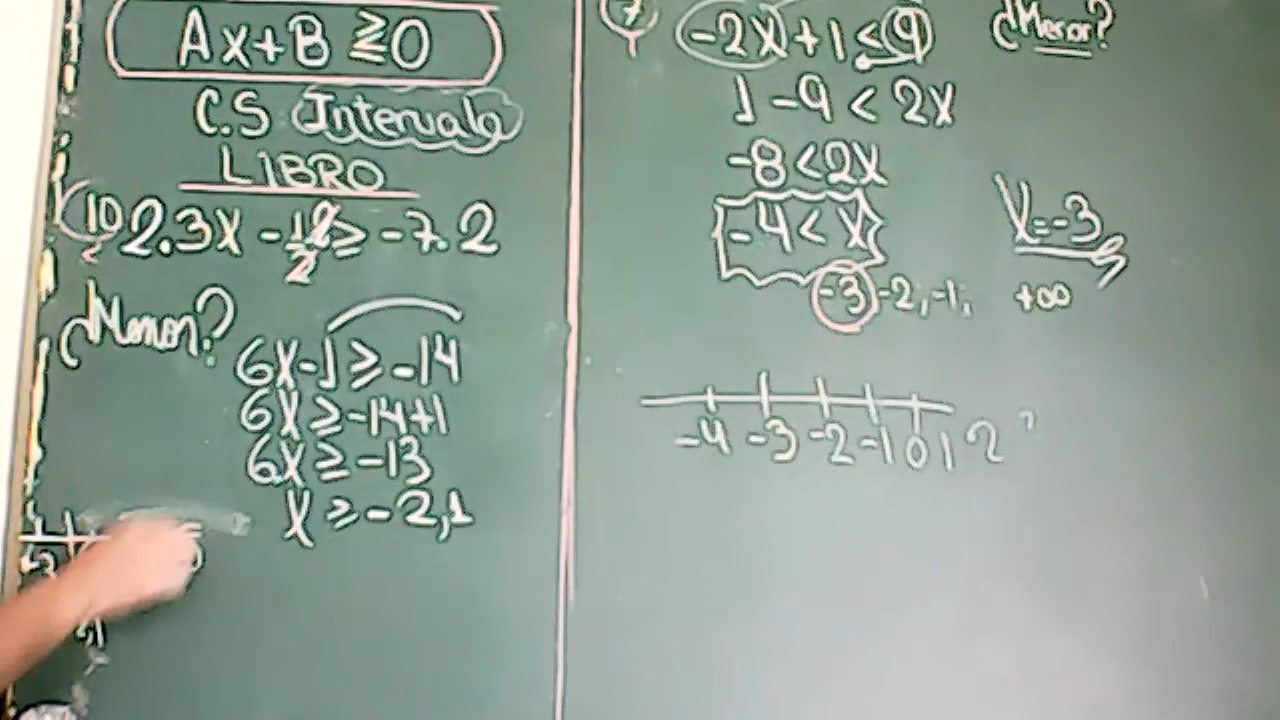 Ax+B ≥ 0
C.S Intervalo
LIBRO
10 2.3x - 1/2 ≥ -7.2
¿Menor?
6x-1 ≥ -14
6x ≥ -14+1
6x ≥ -13
x ≥ -2,1
7 -2x+1 ≤ 9 ¿Menor?
1 -9 < 2x
-8 < 2x
-4 < x x=-3
-3 -2, -1; +∞
-4 -3 -2 -1 0 1 2